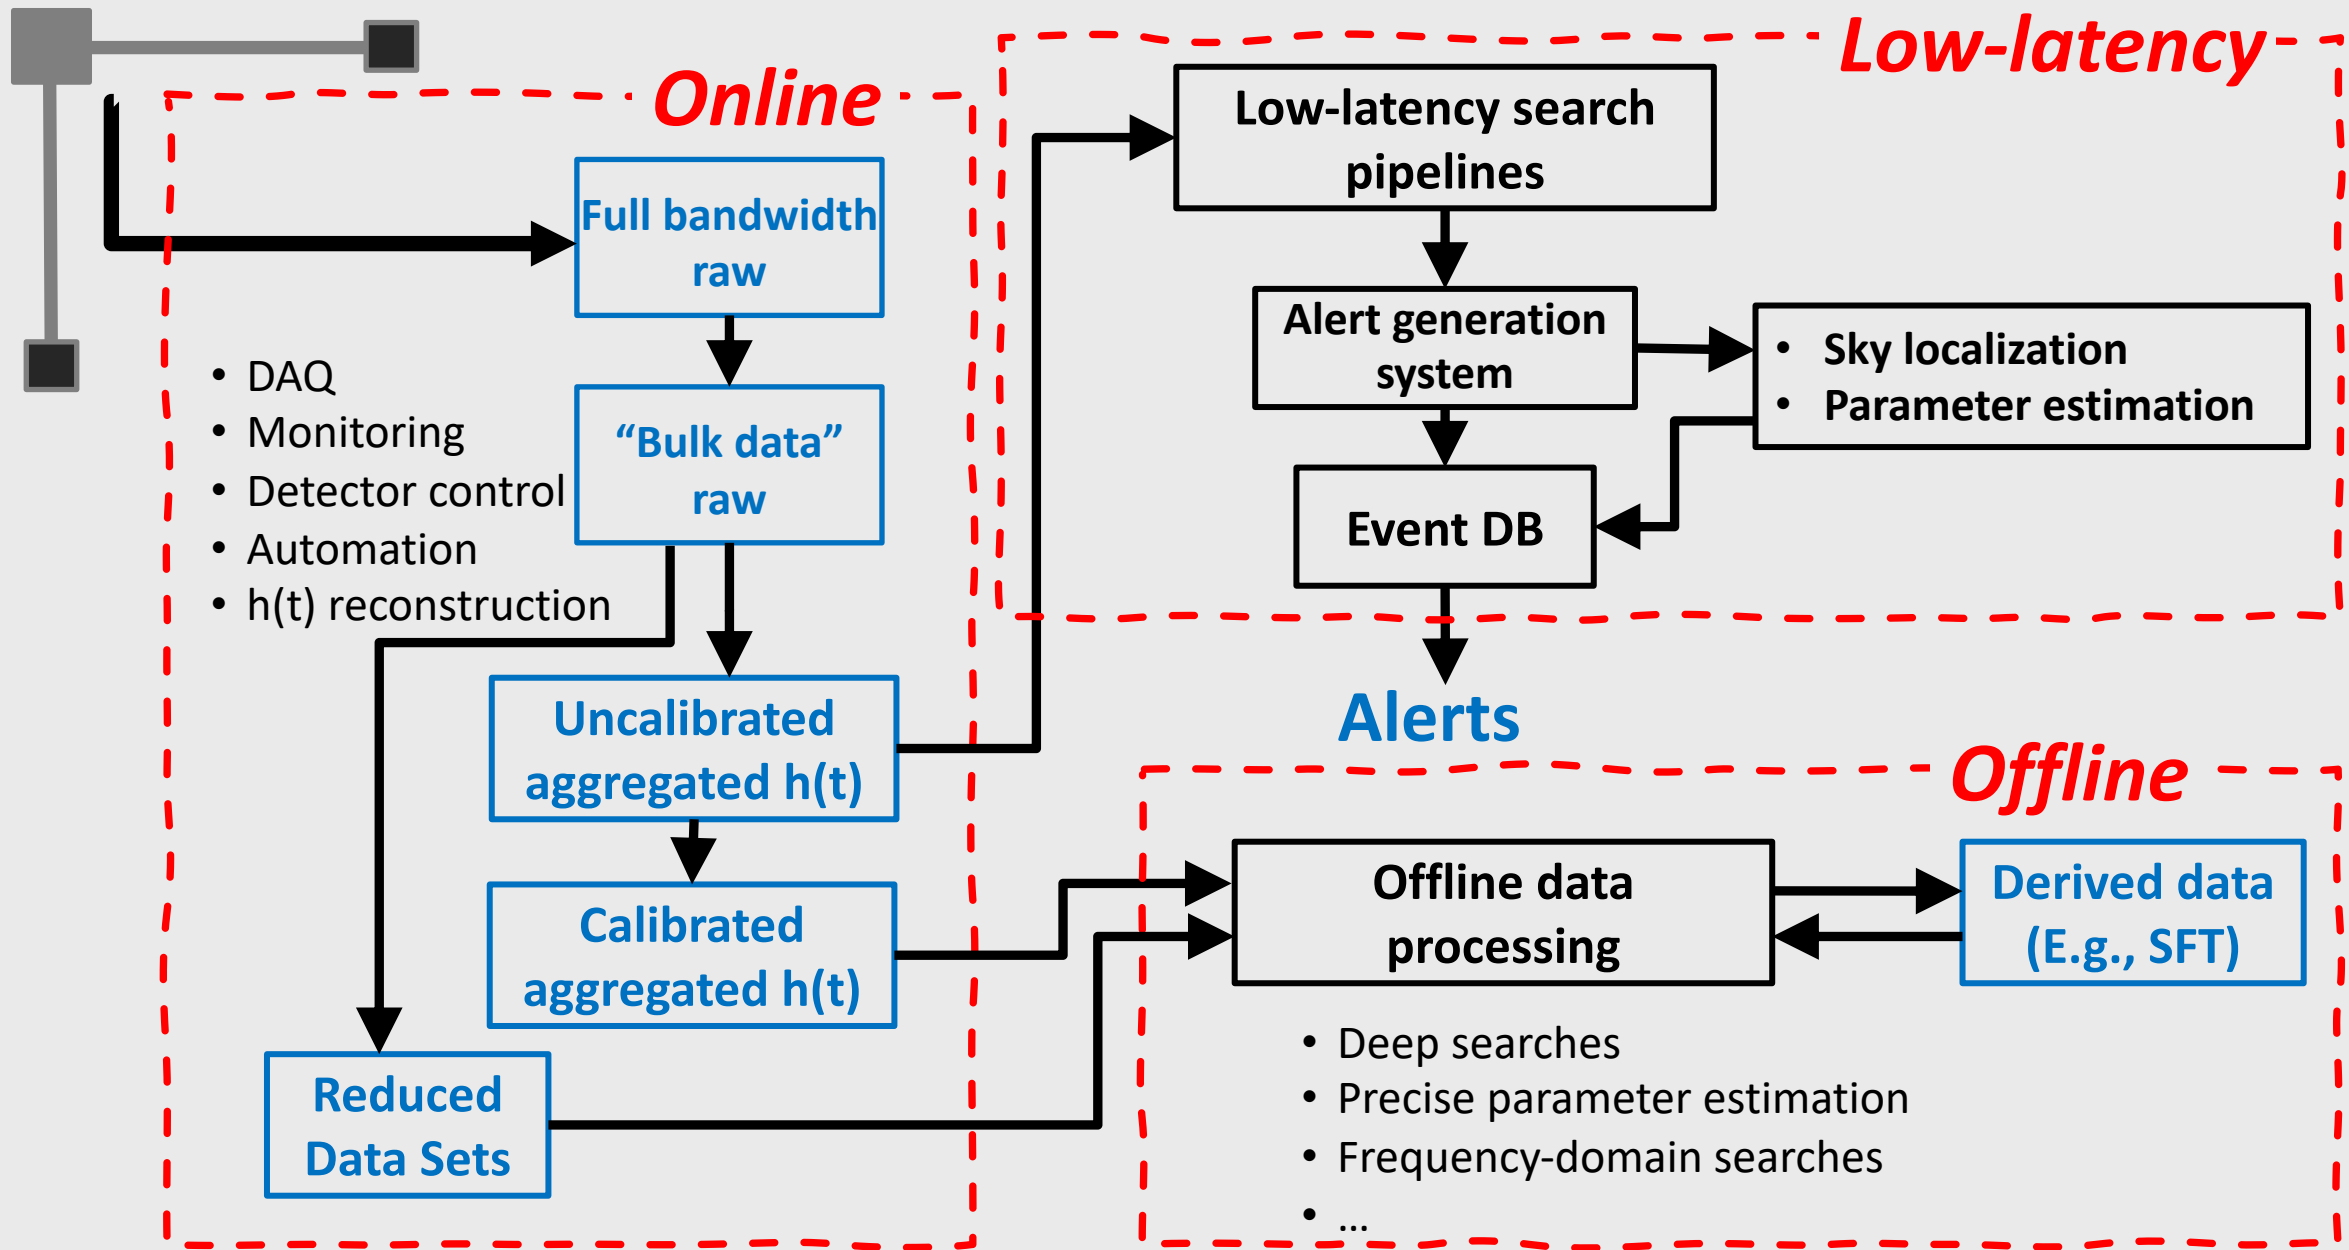 Online
Full bandwidth
raw
• DAQ
• Monitoring
• Detector control
• Automation
• h(t) reconstruction
“Bulk data”
raw
Uncalibrated
aggregated h(t)
Calibrated
aggregated h(t)
Reduced
Data Sets
Low-latency
Low-latency search
pipelines
Alert generation
system
• Sky localization
• Parameter estimation
Event DB
Alerts
Offline
Offline data
processing
Derived data
(E.g., SFT)
• Deep searches
• Precise parameter estimation
• Frequency-domain searches
• ...